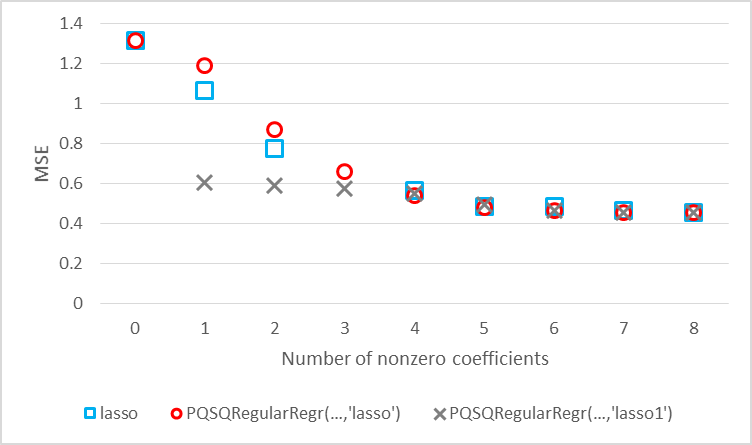 1.4
1.2
1
0.8
0.6
0.4
0.2
0
MSE
0 1 2 3 4 5 6 7 8
Number of nonzero coefficients
lasso PQSQRegularRegr(...,'lasso') PQSQRegularRegr(...,'lasso1')